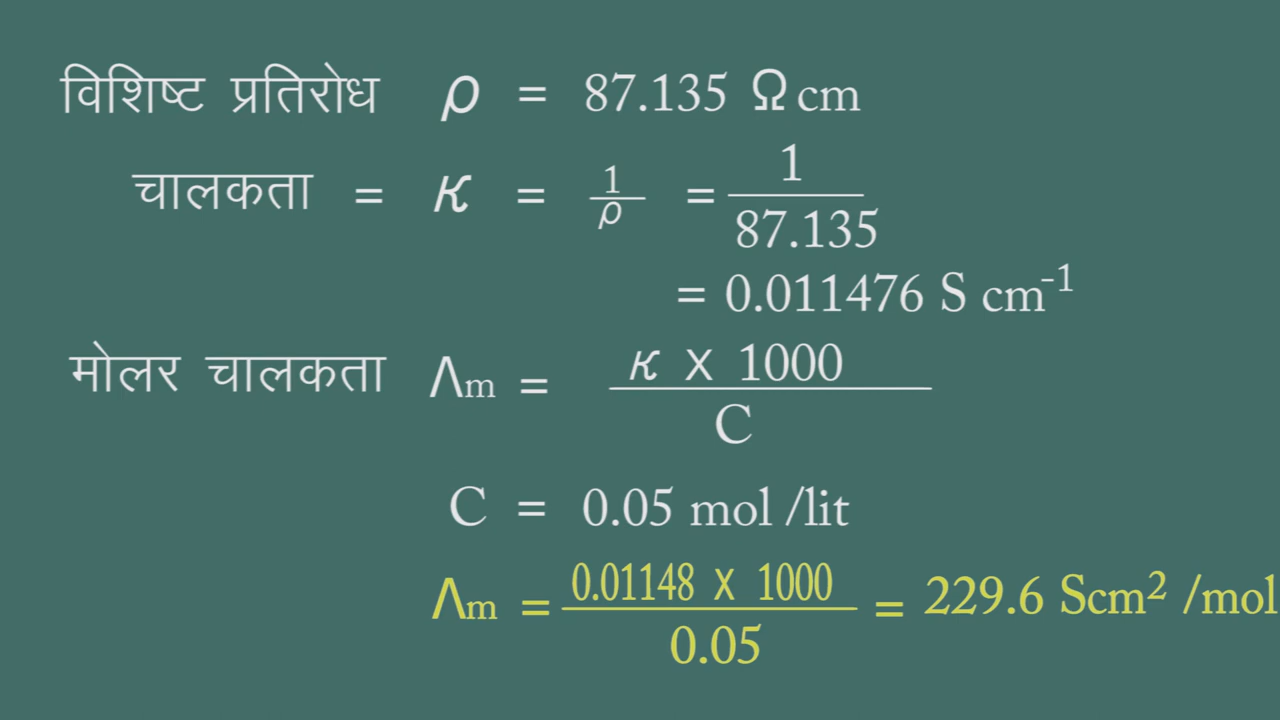 विशिष्ट प्रतिरोध ρ = 87.135 Ω cm
चालकता = κ = 1/ρ = 1/87.135
= 0.011476 S cm⁻¹
मोलर चालकता Λm = κ X 1000 / C
C = 0.05 mol /lit
Λm = 0.01148 X 1000 / 0.05 = 229.6 Scm² /mol